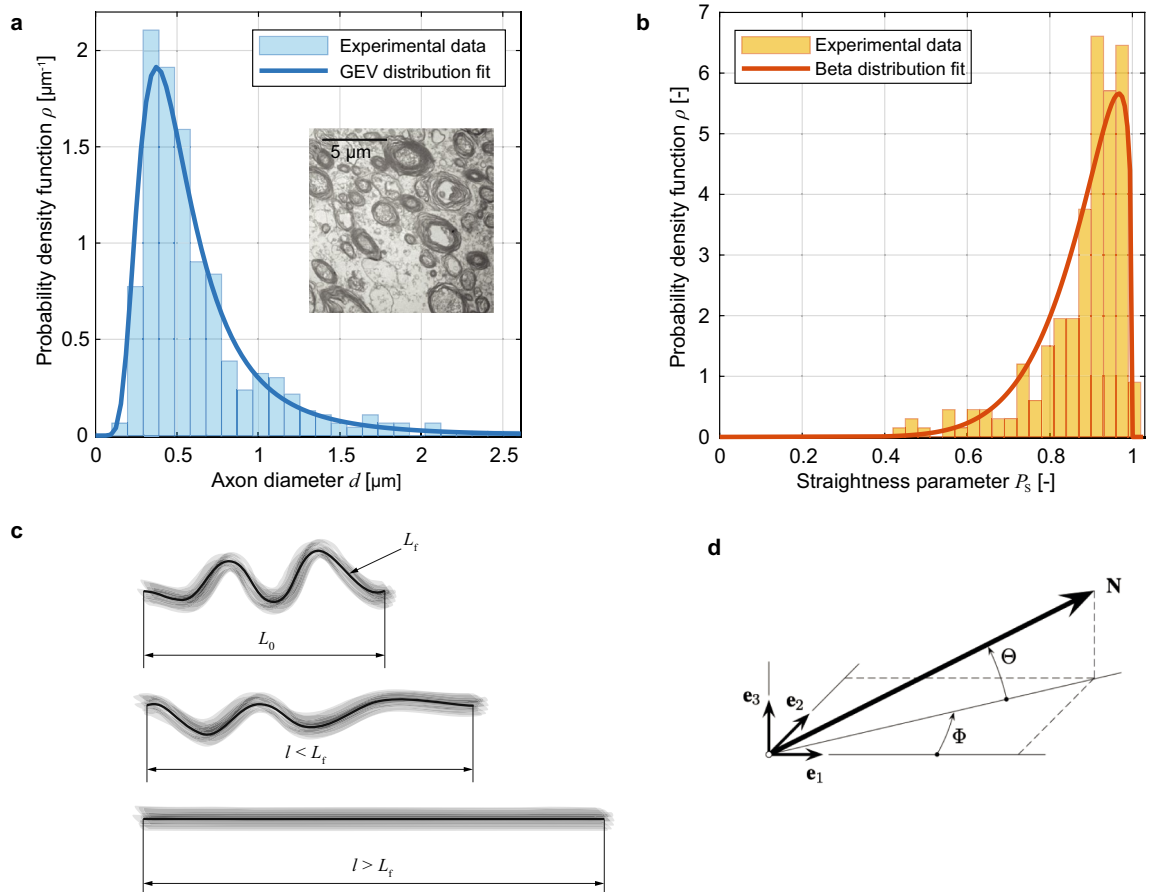 a
Probability density function ρ [μm⁻¹]
2
1.5
1
0.5
0
Experimental data
GEV distribution fit
5 μm
0 0.5 1 1.5 2 2.5
Axon diameter d [μm]
b
Probability density function ρ [-]
7
6
5
4
3
2
1
0
Experimental data
Beta distribution fit
0 0.2 0.4 0.6 0.8 1
Straightness parameter Pₛ [-]
c
L_f
L₀
l < L_f
l > L_f
d
N
Θ
e₃
e₂
Φ
e₁